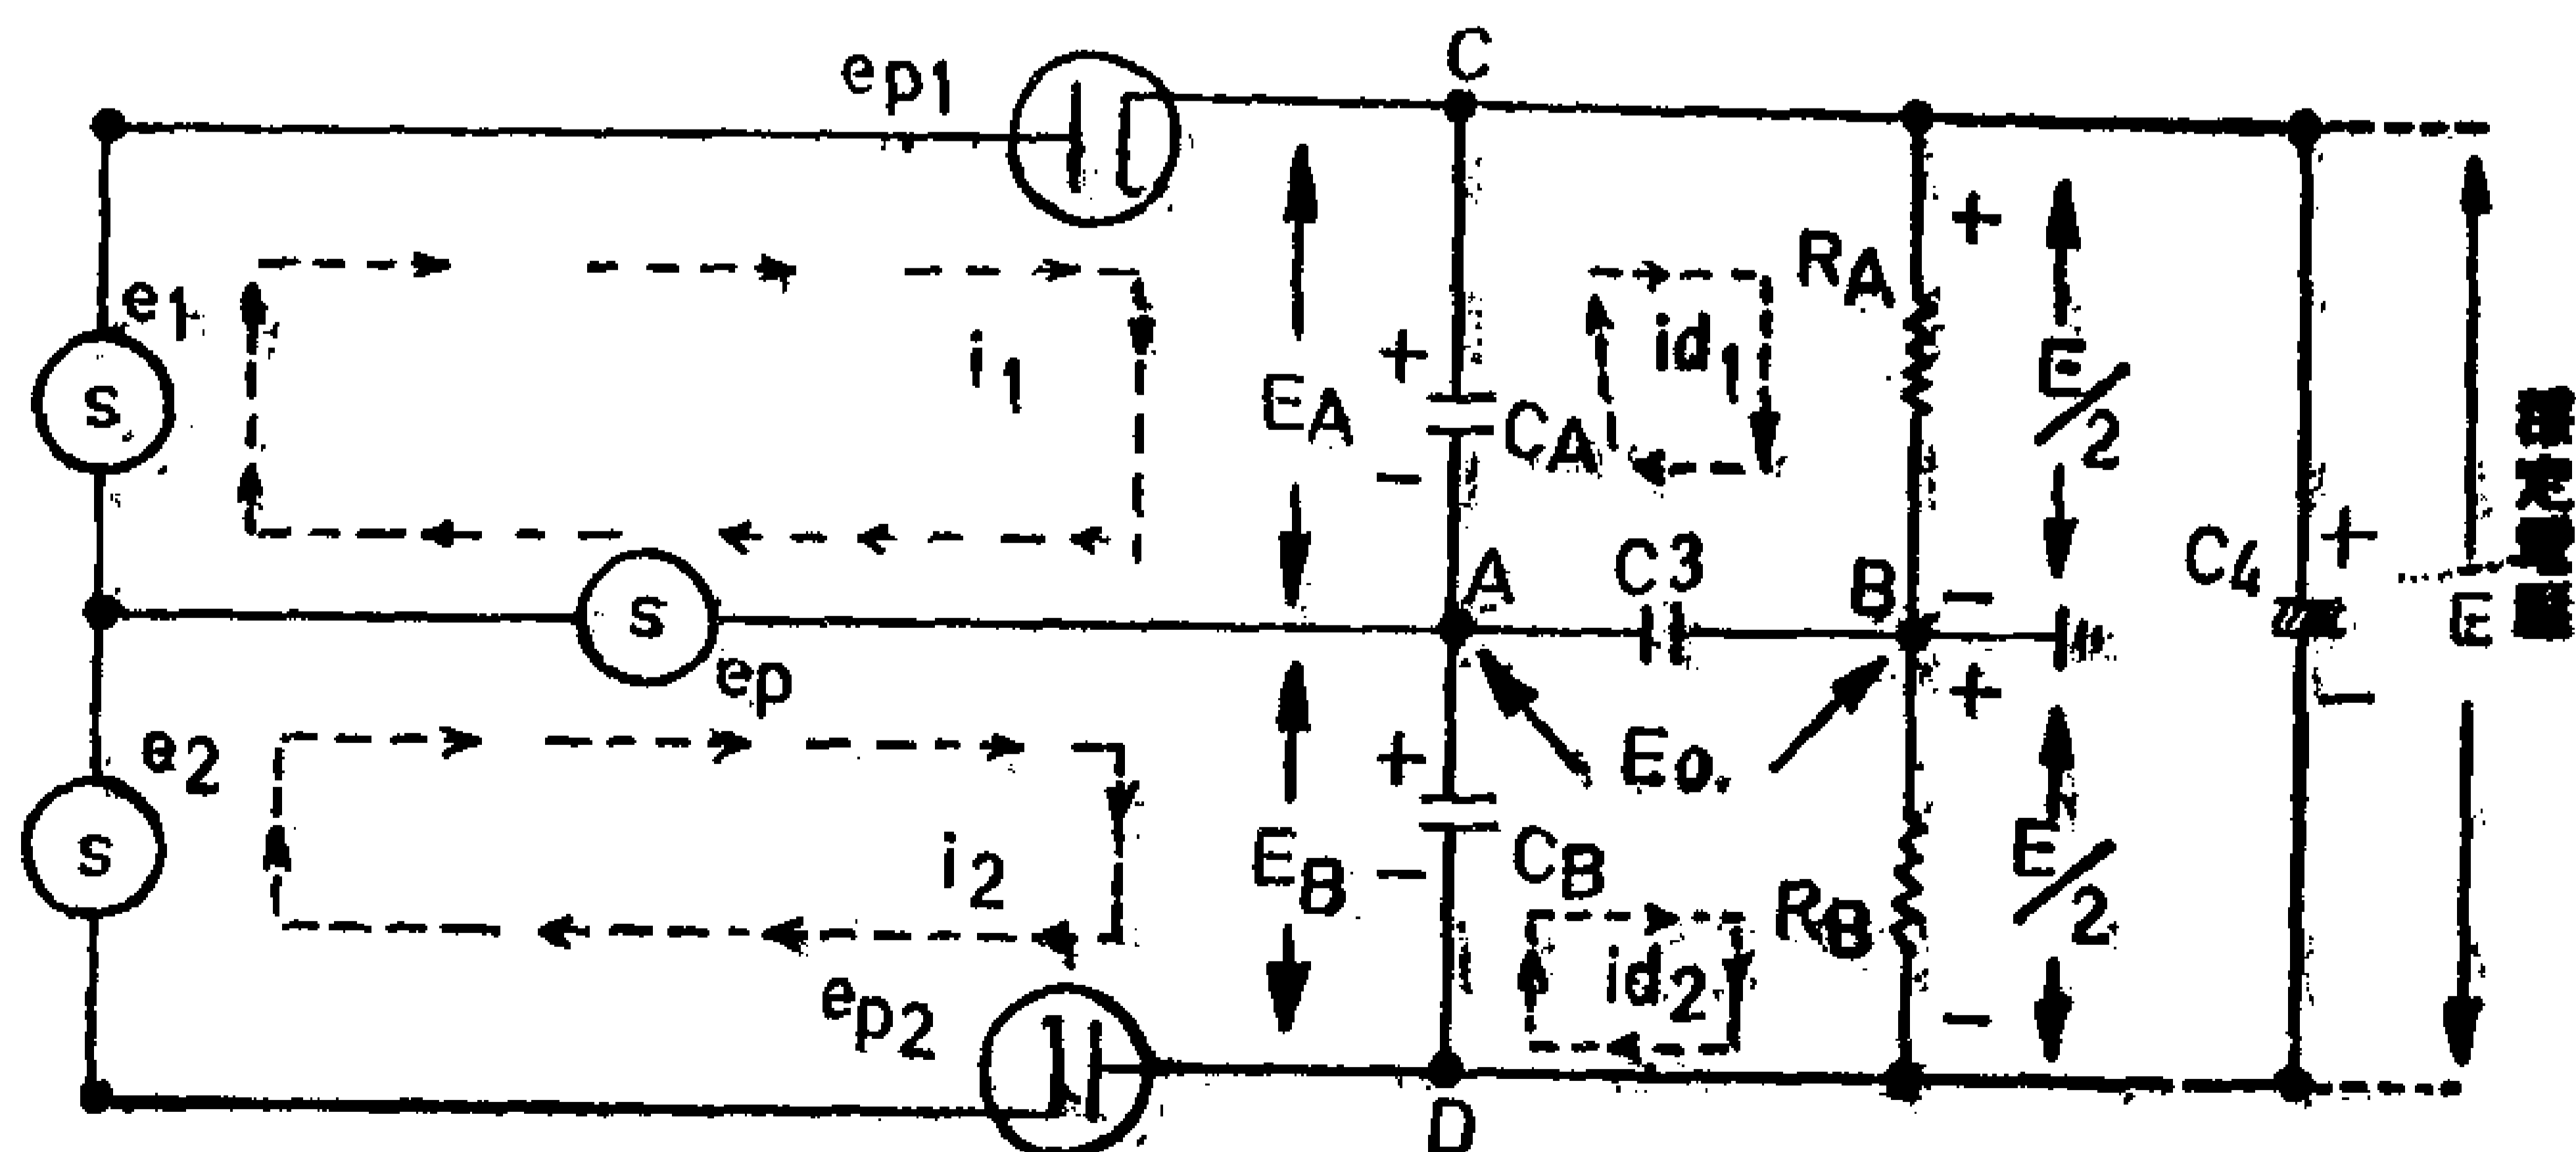 C
ep1
e1
S
i1
EA
+
CA
-
id1
RA
+
E/2
C4
+
-
E
A
C3
B
-
S
ep
+
e2
S
i2
EB
+
CB
-
Eo.
id2
RB
E/2
-
ep2
D